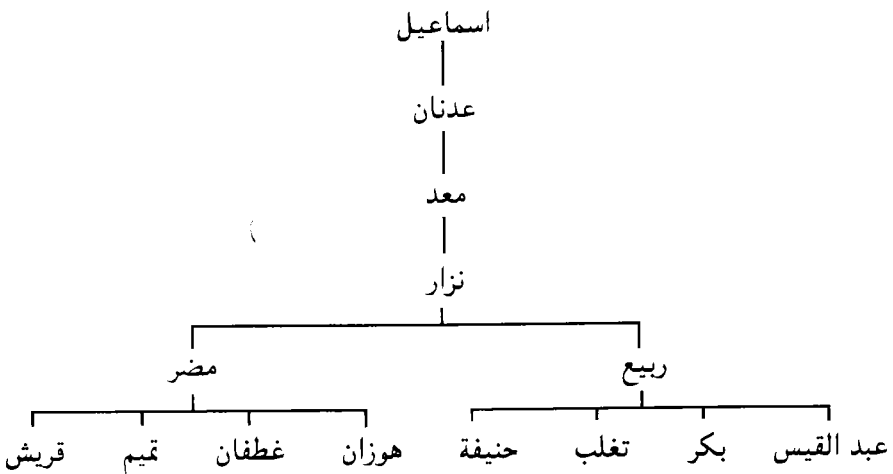 اسماعيل
عدنان
معد
نزار
ربيع مضر
عبد القيس بكر تغلب حنيفة هوزان غطفان تميم قريش